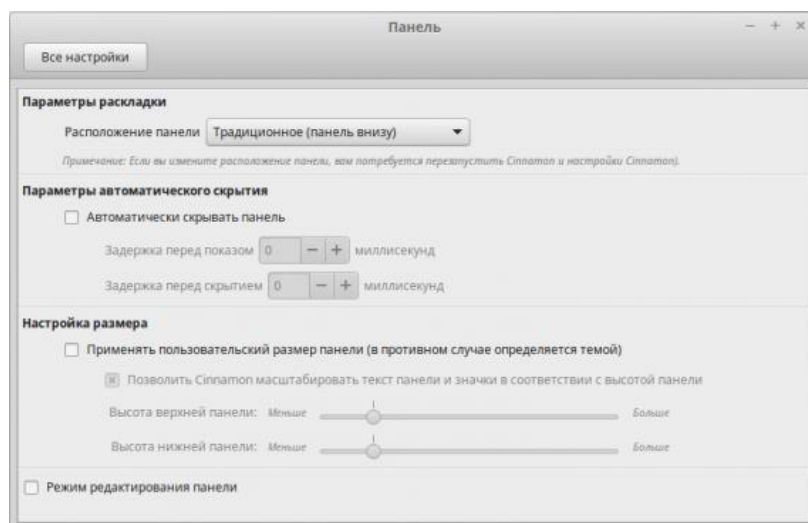 Панель
Все настройки
Параметры раскладки
Расположение панели Традиционное (панель внизу)
Примечание: Если вы измените расположение панели, вам потребуется перезапустить Cinnamon и настройки Cinnamon).
Параметры автоматического скрытия
Автоматически скрывать панель
Задержка перед показом 0 − + миллисекунд
Задержка перед скрытием 0 − + миллисекунд
Настройка размера
Применять пользовательский размер панели (в противном случае определяется темой)
Позволить Cinnamon масштабировать текст панели и значки в соответствии с высотой панели
Высота верхней панели: Меньше Больше
Высота нижней панели: Меньше Больше
Режим редактирования панели